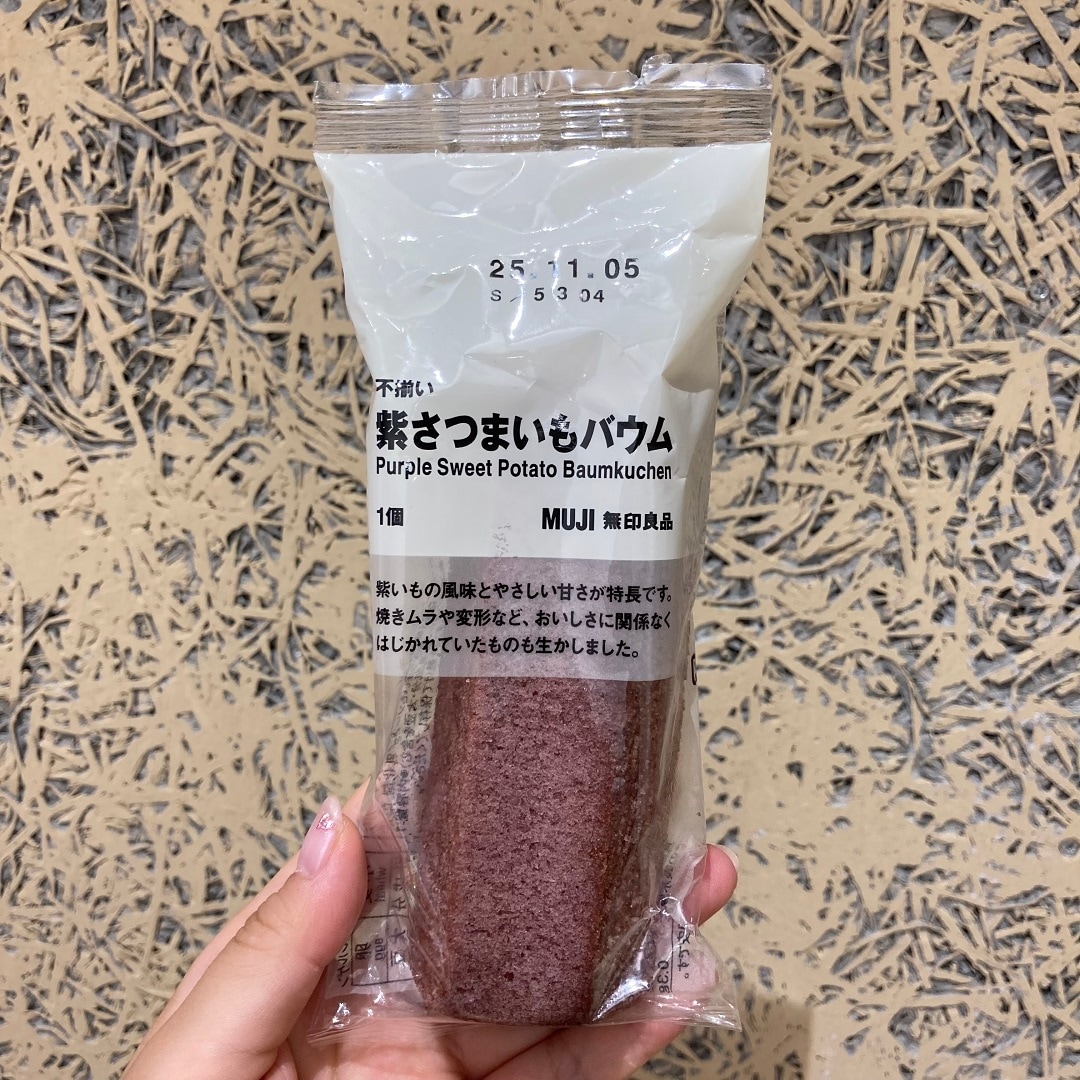 25.11.05
S / 5 3 04
不揃い
紫さつまいもバウム
Purple Sweet Potato Baumkuchen
1個
MUJI 無印良品
紫いもの風味とやさしい甘さが特長です。
焼きムラや変形など、おいしさに関係なく
はじかれていたものも生かしました。